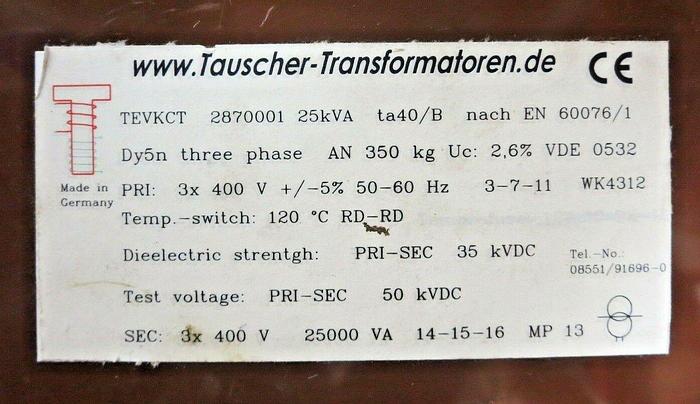 www.Tauscher-Transformatoren.de CE
TEVKCT 2870001 25kVA ta40/B nach EN 60076/1
Dy5n three phase AN 350 kg Uc: 2,6% VDE 0532
Made in
Germany
PRI: 3x 400 V +/-5% 50-60 Hz 3-7-11 WK4312
Temp.-switch: 120 °C RD-RD
Dieelectric strentgh: PRI-SEC 35 kVDC
Tel.-No.:
08551/91696-0
Test voltage: PRI-SEC 50 kVDC
SEC: 3x 400 V 25000 VA 14-15-16 MP 13